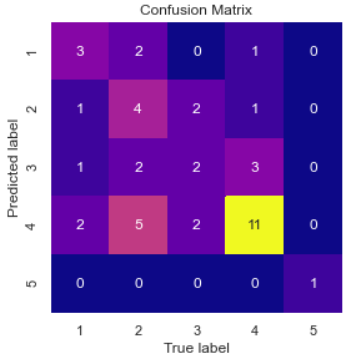 Confusion Matrix
Predicted label
1 3 2 0 1 0
2 1 4 2 1 0
3 1 2 2 3 0
4 2 5 2 11 0
5 0 0 0 0 1
1 2 3 4 5
True label